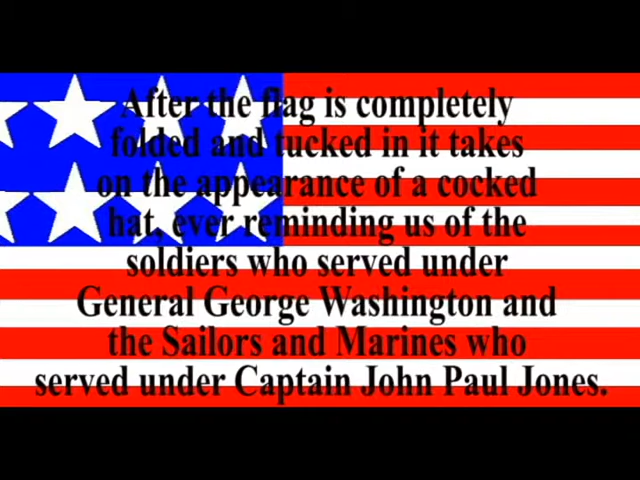 After the flag is completely
folded and tucked in it takes
on the appearance of a cocked
hat, ever reminding us of the
soldiers who served under
General George Washington and
the Sailors and Marines who
served under Captain John Paul Jones.